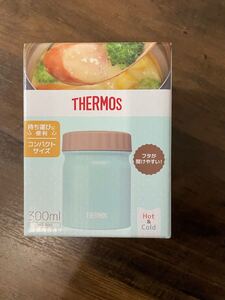 THERMOS
持ち運びに
便利
コンパクト
サイズ
フタが
開けやすい!
THERMOS
300ml
Hot
&
Cold